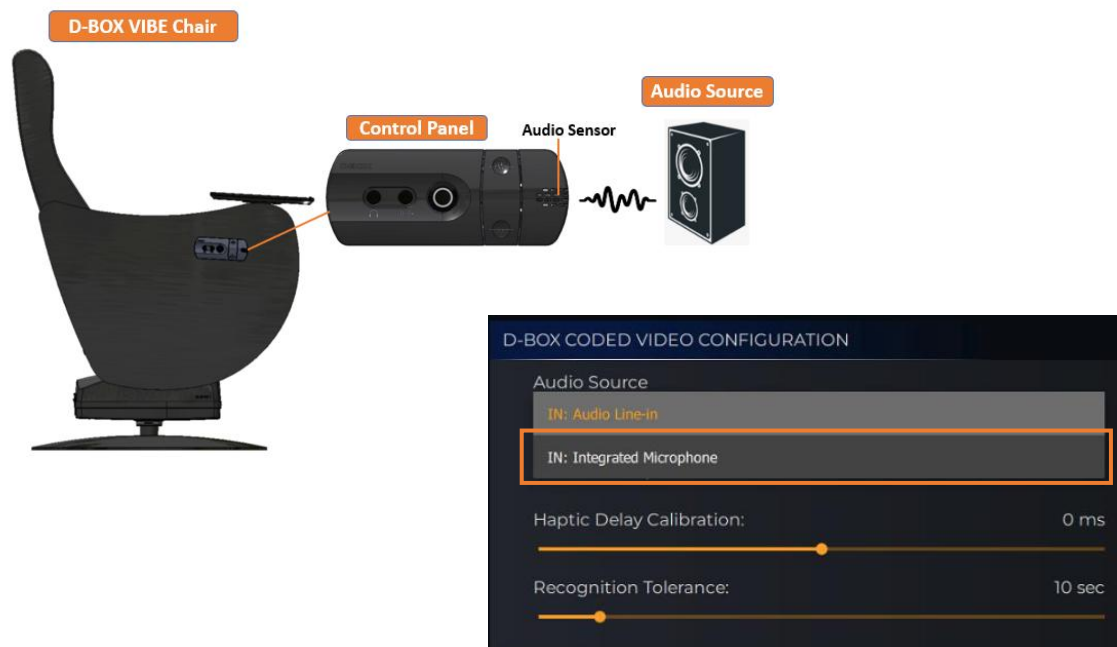 D-BOX VIBE Chair
Audio Source
Control Panel
Audio Sensor
D-BOX CODED VIDEO CONFIGURATION
Audio Source
IN: Audio Line-in
IN: Integrated Microphone
Haptic Delay Calibration: 0 ms
Recognition Tolerance: 10 sec